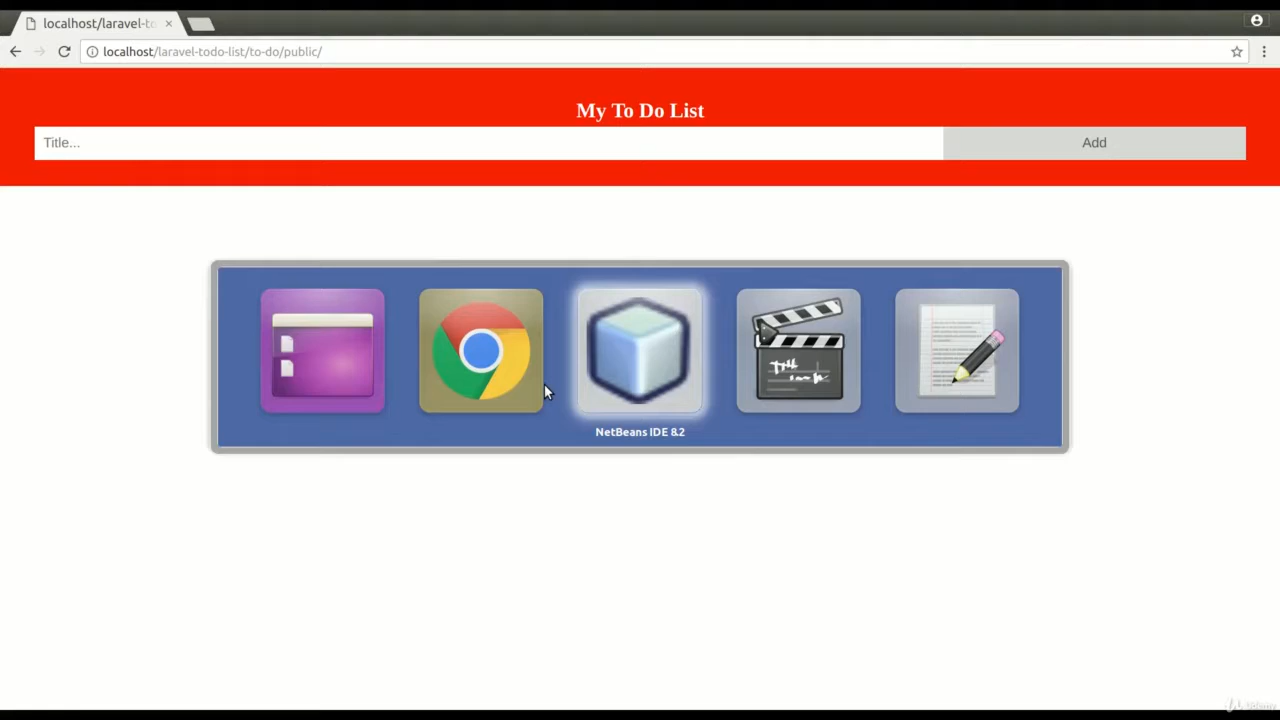 localhost/laravel-to
localhost/laravel-todo-list/to-do/public/
My To Do List
Title...
Add
NetBeans IDE 8.2
Udemy